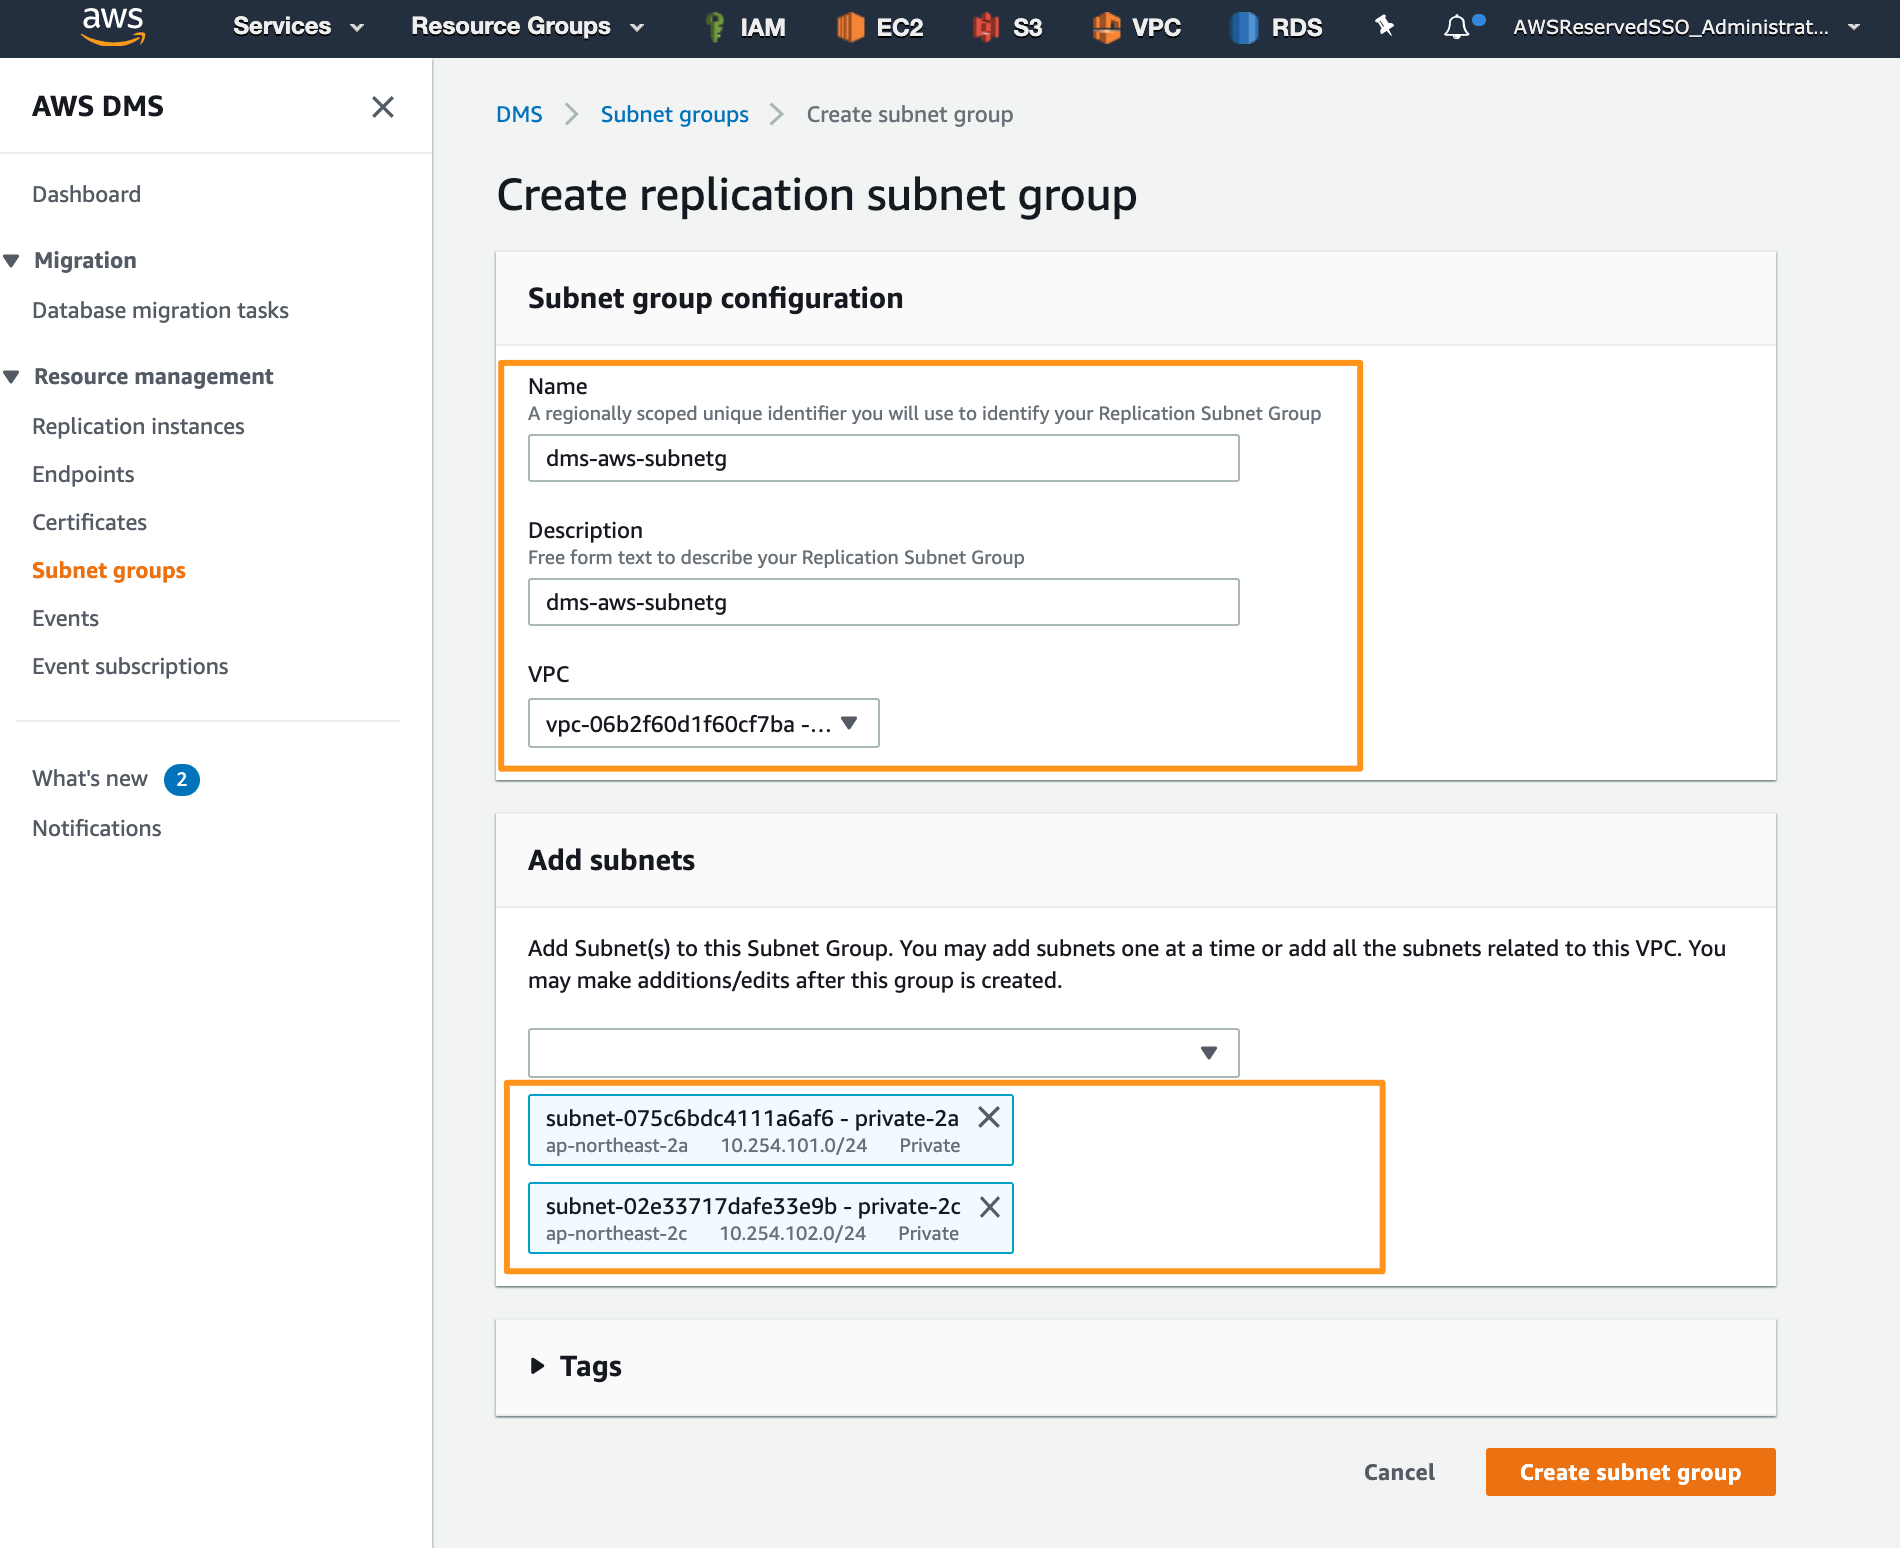 aws Services Resource Groups IAM EC2 S3 VPC RDS AWSReservedSSO_Administrat...
AWS DMS
Dashboard
Migration
Database migration tasks
Resource management
Replication instances
Endpoints
Certificates
Subnet groups
Events
Event subscriptions
What's new 2
Notifications
DMS Subnet groups Create subnet group
Create replication subnet group
Subnet group configuration
Name
A regionally scoped unique identifier you will use to identify your Replication Subnet Group
dms-aws-subnetg
Description
Free form text to describe your Replication Subnet Group
dms-aws-subnetg
VPC
vpc-06b2f60d1f60cf7ba -...
Add subnets
Add Subnet(s) to this Subnet Group. You may add subnets one at a time or add all the subnets related to this VPC. You
may make additions/edits after this group is created.
subnet-075c6bdc4111a6af6 - private-2a
ap-northeast-2a 10.254.101.0/24 Private
subnet-02e33717dafe33e9b - private-2c
ap-northeast-2c 10.254.102.0/24 Private
Tags
Cancel Create subnet group